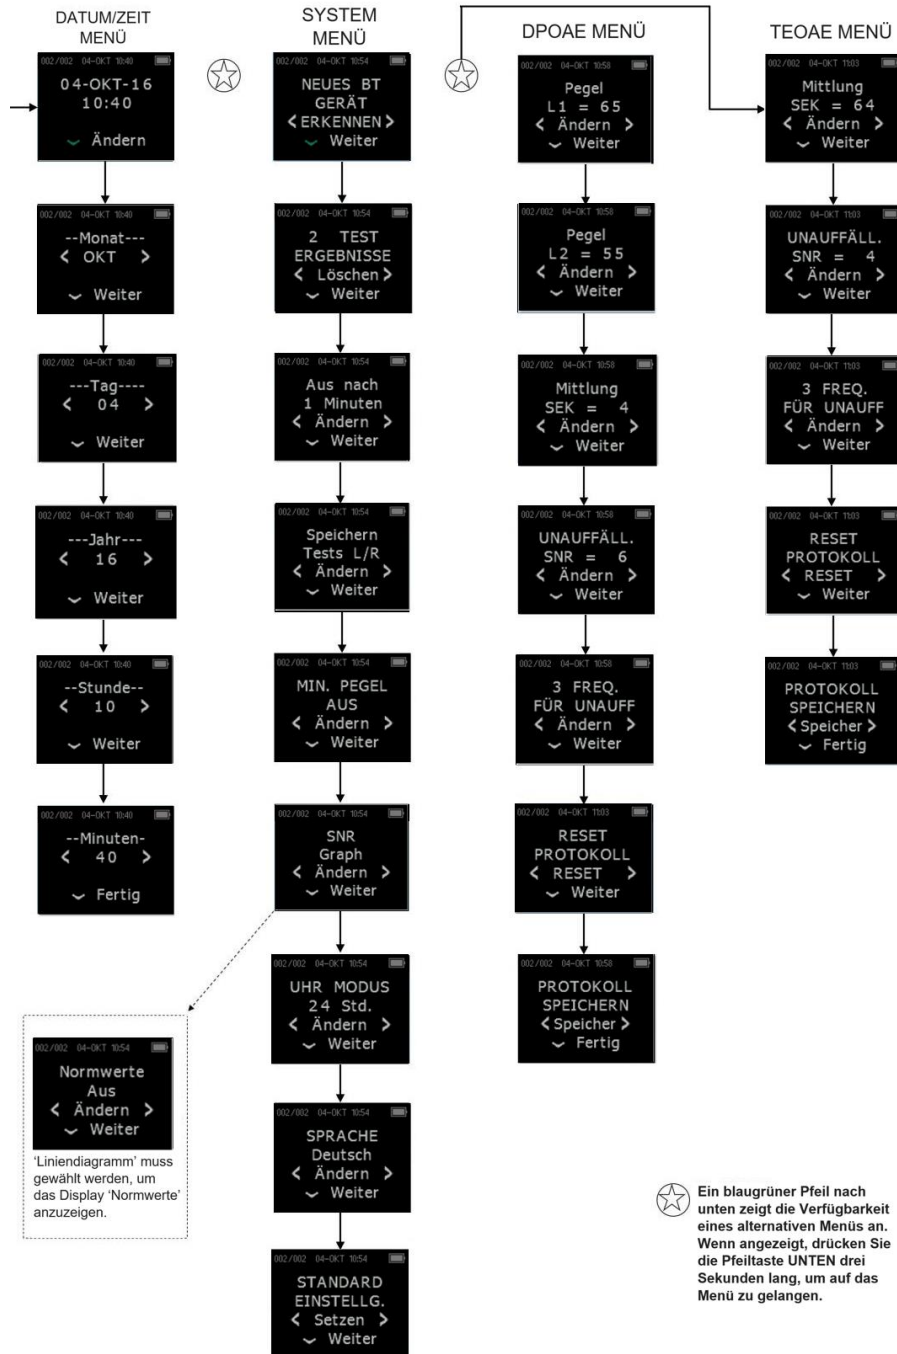 DATUM/ZEIT
MENÜ
002/002 04-OKT 10:40
04-OKT-16
10:40
Ändern
002/002 04-OKT 10:40
--Monat---
< OKT >
Weiter
002/002 04-OKT 10:40
---Tag----
< 04 >
Weiter
002/002 04-OKT 10:40
---Jahr---
< 16 >
Weiter
002/002 04-OKT 10:40
--Stunde--
< 10 >
Weiter
002/002 04-OKT 10:40
--Minuten-
< 40 >
Fertig
SYSTEM
MENÜ
002/002 04-OKT 10:54
NEUES BT
GERÄT
<ERKENNEN>
Weiter
002/002 04-OKT 10:54
2 TEST
ERGEBNISSE
< Löschen>
Weiter
002/002 04-OKT 10:54
Aus nach
1 Minuten
< Ändern >
Weiter
002/002 04-OKT 10:54
Speichern
Tests L/R
< Ändern >
Weiter
002/002 04-OKT 10:54
MIN. PEGEL
AUS
< Ändern >
Weiter
002/002 04-OKT 10:54
SNR
Graph
< Ändern >
Weiter
002/002 04-OKT 10:54
Normwerte
Aus
< Ändern >
Weiter
'Liniendiagramm' muss
gewählt werden, um
das Display 'Normwerte'
anzuzeigen.
002/002 04-OKT 10:54
UHR MODUS
24 Std.
< Ändern >
Weiter
002/002 04-OKT 10:54
SPRACHE
Deutsch
< Ändern >
Weiter
002/002 04-OKT 10:54
STANDARD
EINSTELLG.
< Setzen >
Weiter
DPOAE MENÜ
002/002 04-OKT 10:58
Pegel
L1 = 65
< Ändern >
Weiter
002/002 04-OKT 10:58
Pegel
L2 = 55
< Ändern >
Weiter
002/002 04-OKT 10:58
Mittlung
SEK = 4
< Ändern >
Weiter
002/002 04-OKT 10:58
UNAUFFÄLL.
SNR = 6
< Ändern >
Weiter
002/002 04-OKT 10:58
3 FREQ.
FÜR UNAUFF
< Ändern >
Weiter
002/002 04-OKT 11:03
RESET
PROTOKOLL
< RESET >
Weiter
002/002 04-OKT 10:58
PROTOKOLL
SPEICHERN
<Speicher>
Fertig
TEOAE MENÜ
002/002 04-OKT 11:03
Mittlung
SEK = 64
< Ändern >
Weiter
002/002 04-OKT 11:03
UNAUFFÄLL.
SNR = 4
< Ändern >
Weiter
002/002 04-OKT 11:03
3 FREQ.
FÜR UNAUFF
< Ändern >
Weiter
002/002 04-OKT 11:03
RESET
PROTOKOLL
< RESET >
Weiter
002/002 04-OKT 11:03
PROTOKOLL
SPEICHERN
<Speicher>
Fertig
Ein blaugrüner Pfeil nach
unten zeigt die Verfügbarkeit
eines alternativen Menüs an.
Wenn angezeigt, drücken Sie
die Pfeiltaste UNTEN drei
Sekunden lang, um auf das
Menü zu gelangen.